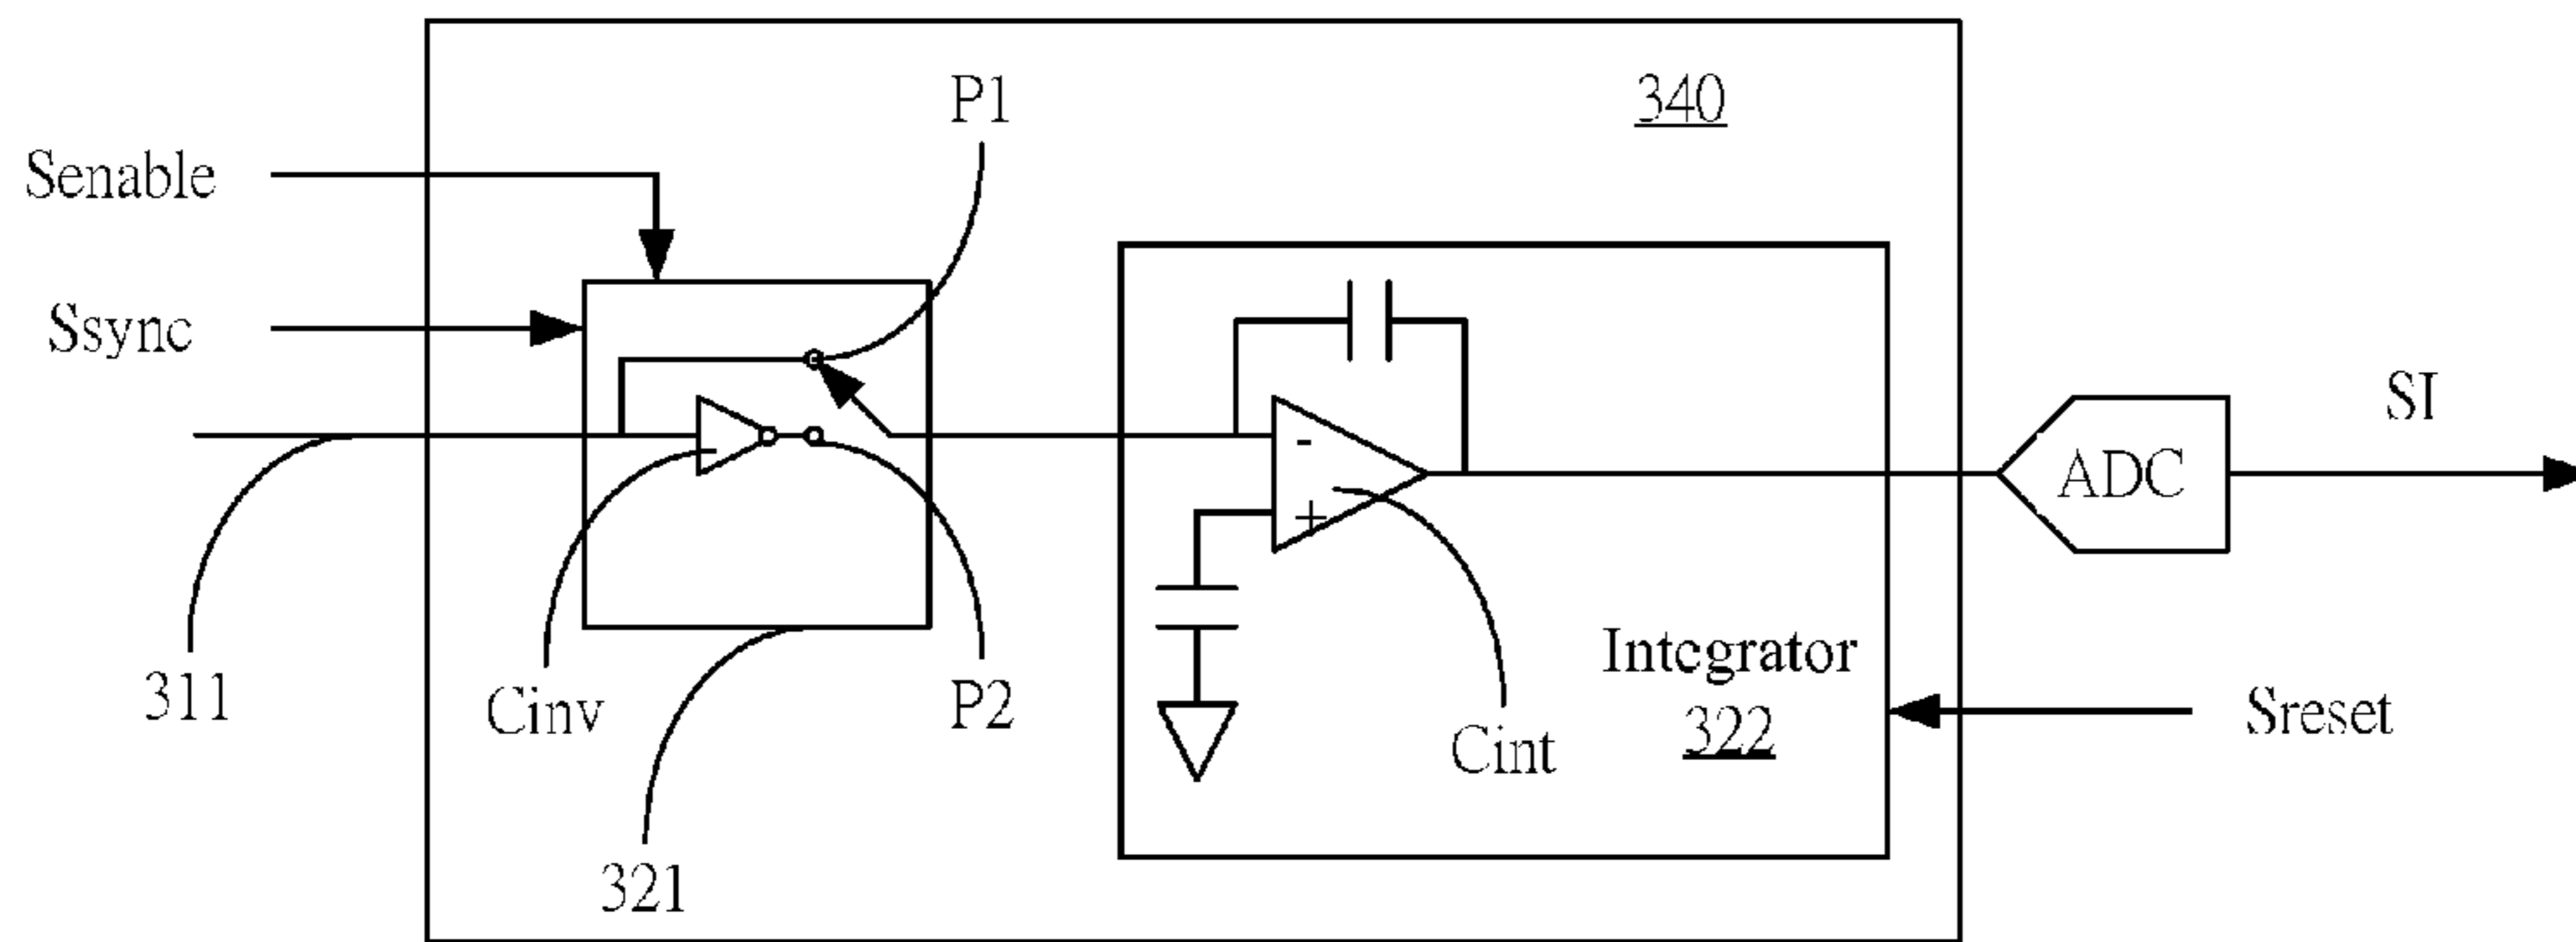 340
P1
Senable
Ssync
SI
ADC
-
+
Integrator
322
311
Cinv
P2
Cint
Sreset
321